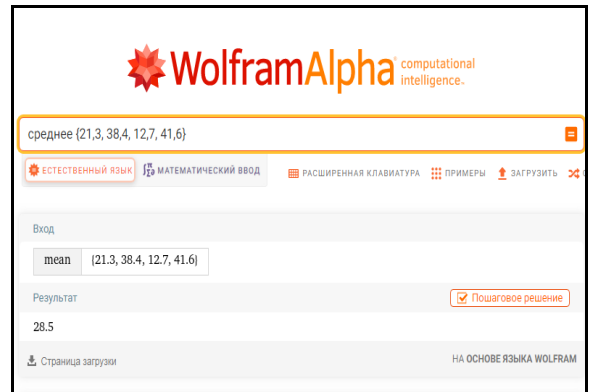 WolframAlpha computational
intelligence.
среднее {21,3, 38,4, 12,7, 41,6}
ЕСТЕСТВЕННЫЙ ЯЗЫК МАТЕМАТИЧЕСКИЙ ВВОД РАСШИРЕННАЯ КЛАВИАТУРА ПРИМЕРЫ ЗАГРУЗИТЬ
Вход
mean {21.3, 38.4, 12.7, 41.6}
Результат Пошаговое решение
28.5
Страница загрузки НА ОСНОВЕ ЯЗЫКА WOLFRAM